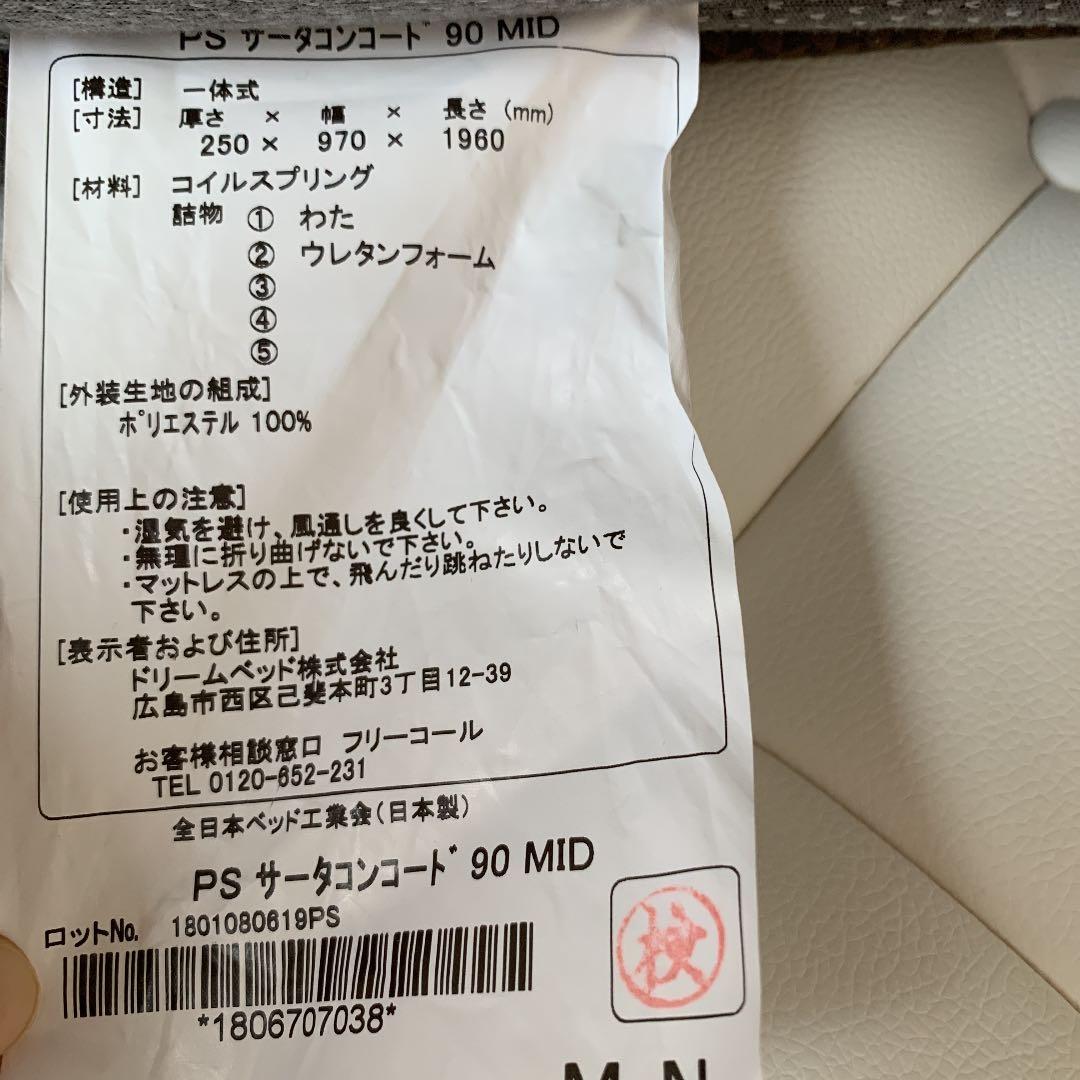 PS サータコンコード 90 MID
[構造] 一体式
[寸法] 厚さ × 幅 × 長さ (mm)
250 × 970 × 1960
[材料] コイルスプリング
詰物 ① わた
② ウレタンフォーム
③
④
⑤
[外装生地の組成]
ポリエステル 100%
[使用上の注意]
・湿気を避け、風通しを良くして下さい。
・無理に折り曲げないで下さい。
・マットレスの上で、飛んだり跳ねたりしないで
下さい。
[表示者および住所]
ドリームベッド株式会社
広島市西区己斐本町3丁目12-39
お客様相談窓口 フリーコール
TEL 0120-652-231
全日本ベッド工業会(日本製)
PS サータコンコード 90 MID
ロットNo. 1801080619PS
検
*1806707038*